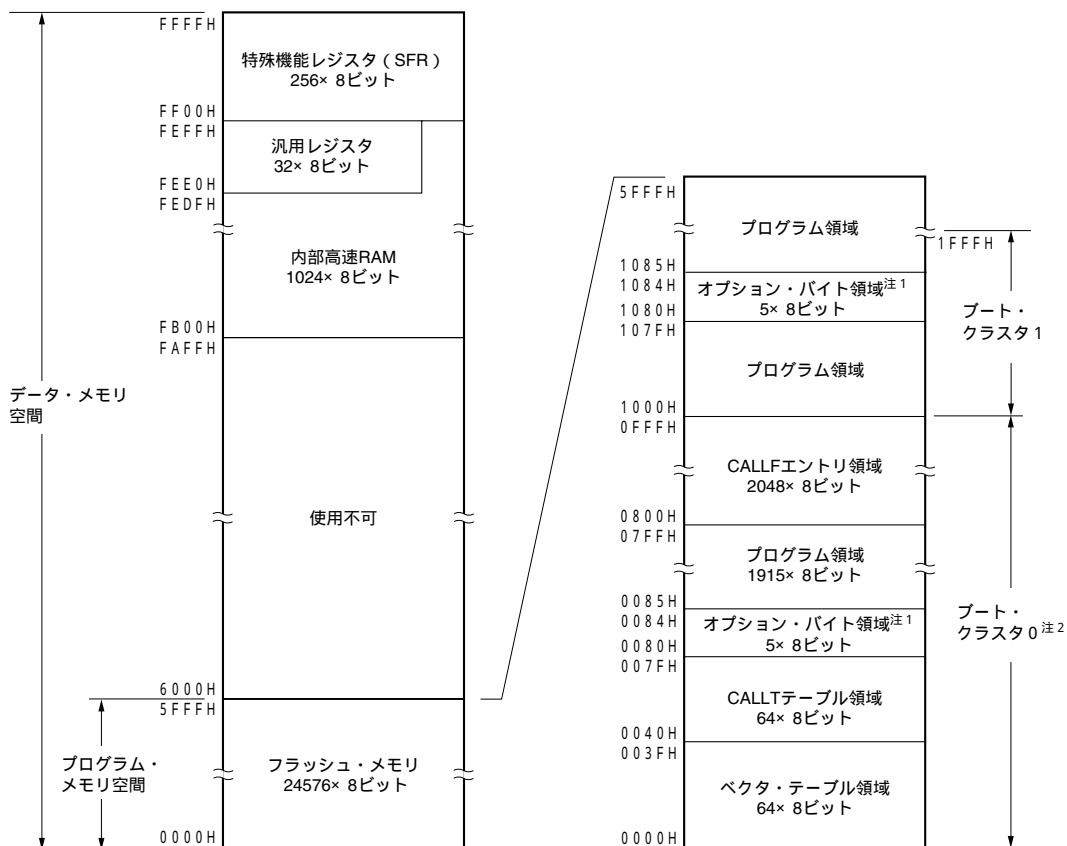 FFFFH
特殊機能レジスタ(SFR)
256×8ビット
FF00H
FEFFH
汎用レジスタ
32×8ビット
FEE0H
FEDFH
内部高速RAM
1024×8ビット
FB00H
FAFFH
データ・メモリ
空間
使用不可
6000H
5FFFH
プログラム・
メモリ空間
フラッシュ・メモリ
24576×8ビット
0000H
5FFFH
プログラム領域
1FFFH
1085H
1084H
オプション・バイト領域注1
5×8ビット
1080H
107FH
ブート・
クラスタ1
プログラム領域
1000H
0FFFH
CALLFエントリ領域
2048×8ビット
0800H
07FFH
プログラム領域
1915×8ビット
0085H
0084H
オプション・バイト領域注1
5×8ビット
0080H
007FH
ブート・
クラスタ0注2
CALLTテーブル領域
64×8ビット
0040H
003FH
ベクタ・テーブル領域
64×8ビット
0000H